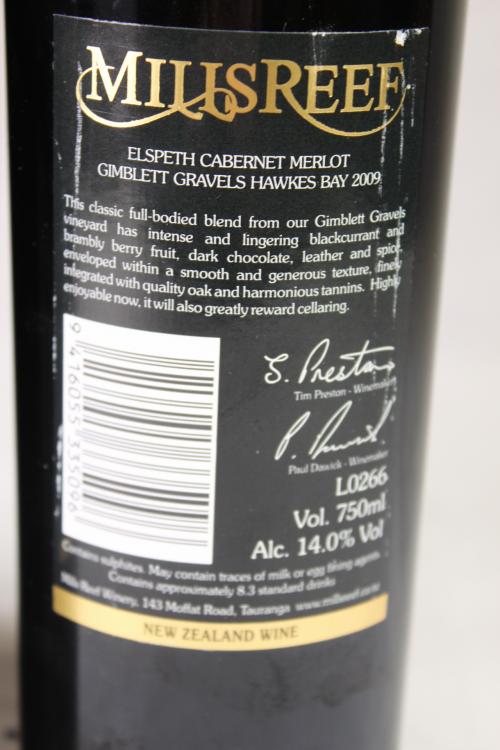 MILLSREEF
ELSPETH CABERNET MERLOT
GIMBLETT GRAVELS HAWKES BAY 2009
This classic full-bodied blend from our Gimblett Gravels
vineyard has intense and lingering blackcurrant and
brambly berry fruit, dark chocolate, leather and spice,
enveloped within a smooth and generous texture, finely
integrated with quality oak and harmonious tannins. Highly
enjoyable now, it will also greatly reward cellaring.
9 416055 335096
T. Preston
Tim Preston - Winemaker
P. Dawick
Paul Dawick - Winemaker
L0266
Vol. 750ml
Alc. 14.0% Vol
Contains sulphites. May contain traces of milk or egg fining agents.
Contains approximately 8.3 standard drinks
Mills Reef Winery, 143 Moffat Road, Tauranga www.millsreef.co.nz
NEW ZEALAND WINE